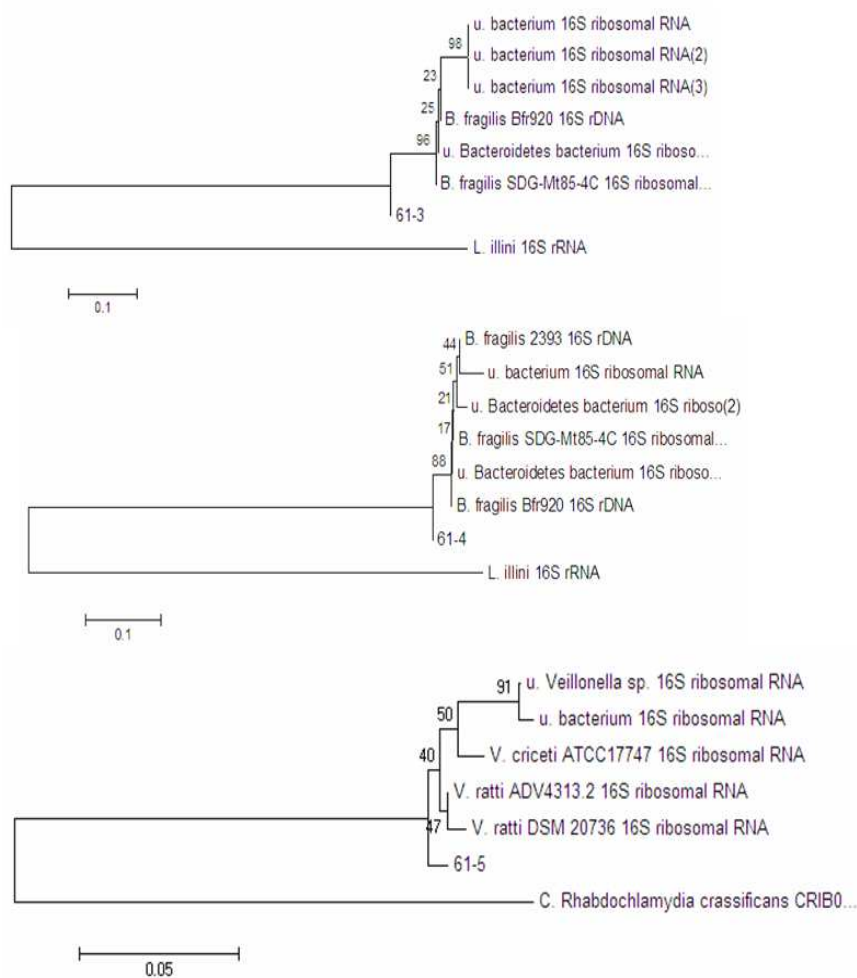 u. bacterium 16S ribosomal RNA
98
u. bacterium 16S ribosomal RNA(2)
23
u. bacterium 16S ribosomal RNA(3)
25
B. fragilis Bfr920 16S rDNA
96
u. Bacteroidetes bacterium 16S riboso...
B. fragilis SDG-Mt85-4C 16S ribosomal...
61-3
L. illini 16S rRNA
0.1
B. fragilis 2393 16S rDNA
44
51
u. bacterium 16S ribosomal RNA
21
u. Bacteroidetes bacterium 16S riboso(2)
17
B. fragilis SDG-Mt85-4C 16S ribosomal...
88
u. Bacteroidetes bacterium 16S riboso...
B. fragilis Bfr920 16S rDNA
61-4
L. illini 16S rRNA
0.1
91
u. Veillonella sp. 16S ribosomal RNA
50
u. bacterium 16S ribosomal RNA
40
V. criceti ATCC17747 16S ribosomal RNA
V. ratti ADV4313.2 16S ribosomal RNA
47
V. ratti DSM 20736 16S ribosomal RNA
61-5
C. Rhabdochlamydia crassificans CRIB0...
0.05